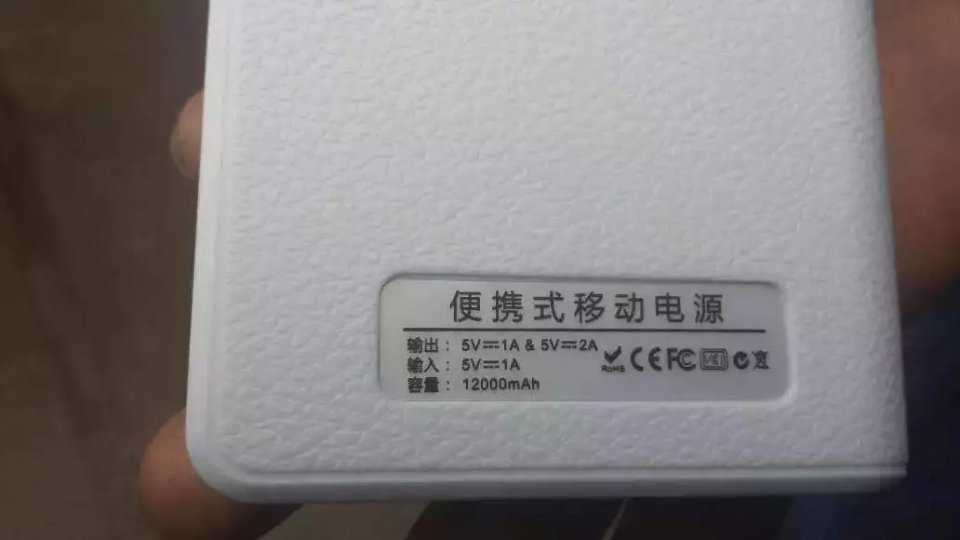 便携式移动电源
输出： 5V⎓1A & 5V⎓2A
输入： 5V⎓1A
容量： 12000mAh
RoHS CE FC